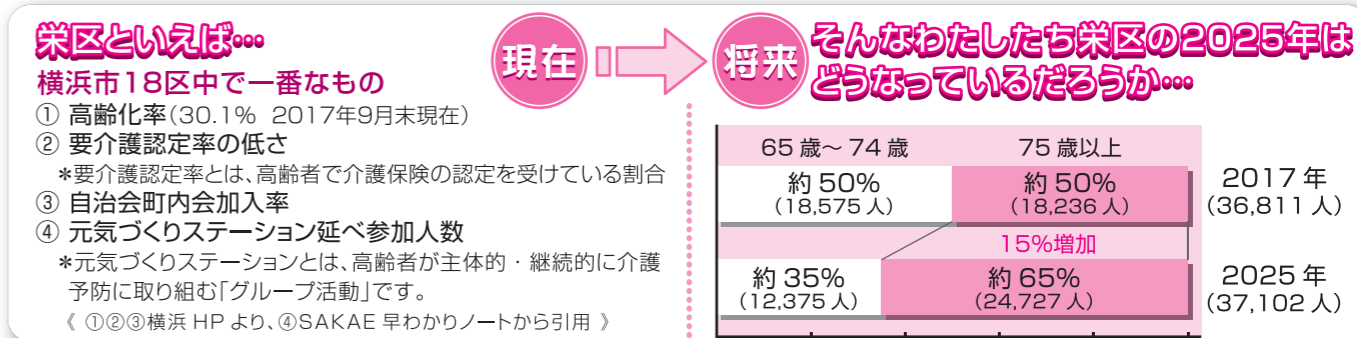 栄区といえば…
横浜市18区中で一番なもの
① 高齢化率(30.1% 2017年9月末現在)
② 要介護認定率の低さ
*要介護認定率とは、高齢者で介護保険の認定を受けている割合
③ 自治会町内会加入率
④ 元気づくりステーション延べ参加人数
*元気づくりステーションとは、高齢者が主体的・継続的に介護
予防に取り組む「グループ活動」です。
《 ①②③横浜 HP より、④SAKAE 早わかりノートから引用 》
現在
将来
そんなわたしたち栄区の2025年は
どうなっているだろうか…
65 歳〜 74 歳
75 歳以上
約 50%
(18,575 人)
約 50%
(18,236 人)
2017 年
(36,811 人)
15%増加
約 35%
(12,375 人)
約 65%
(24,727 人)
2025 年
(37,102 人)